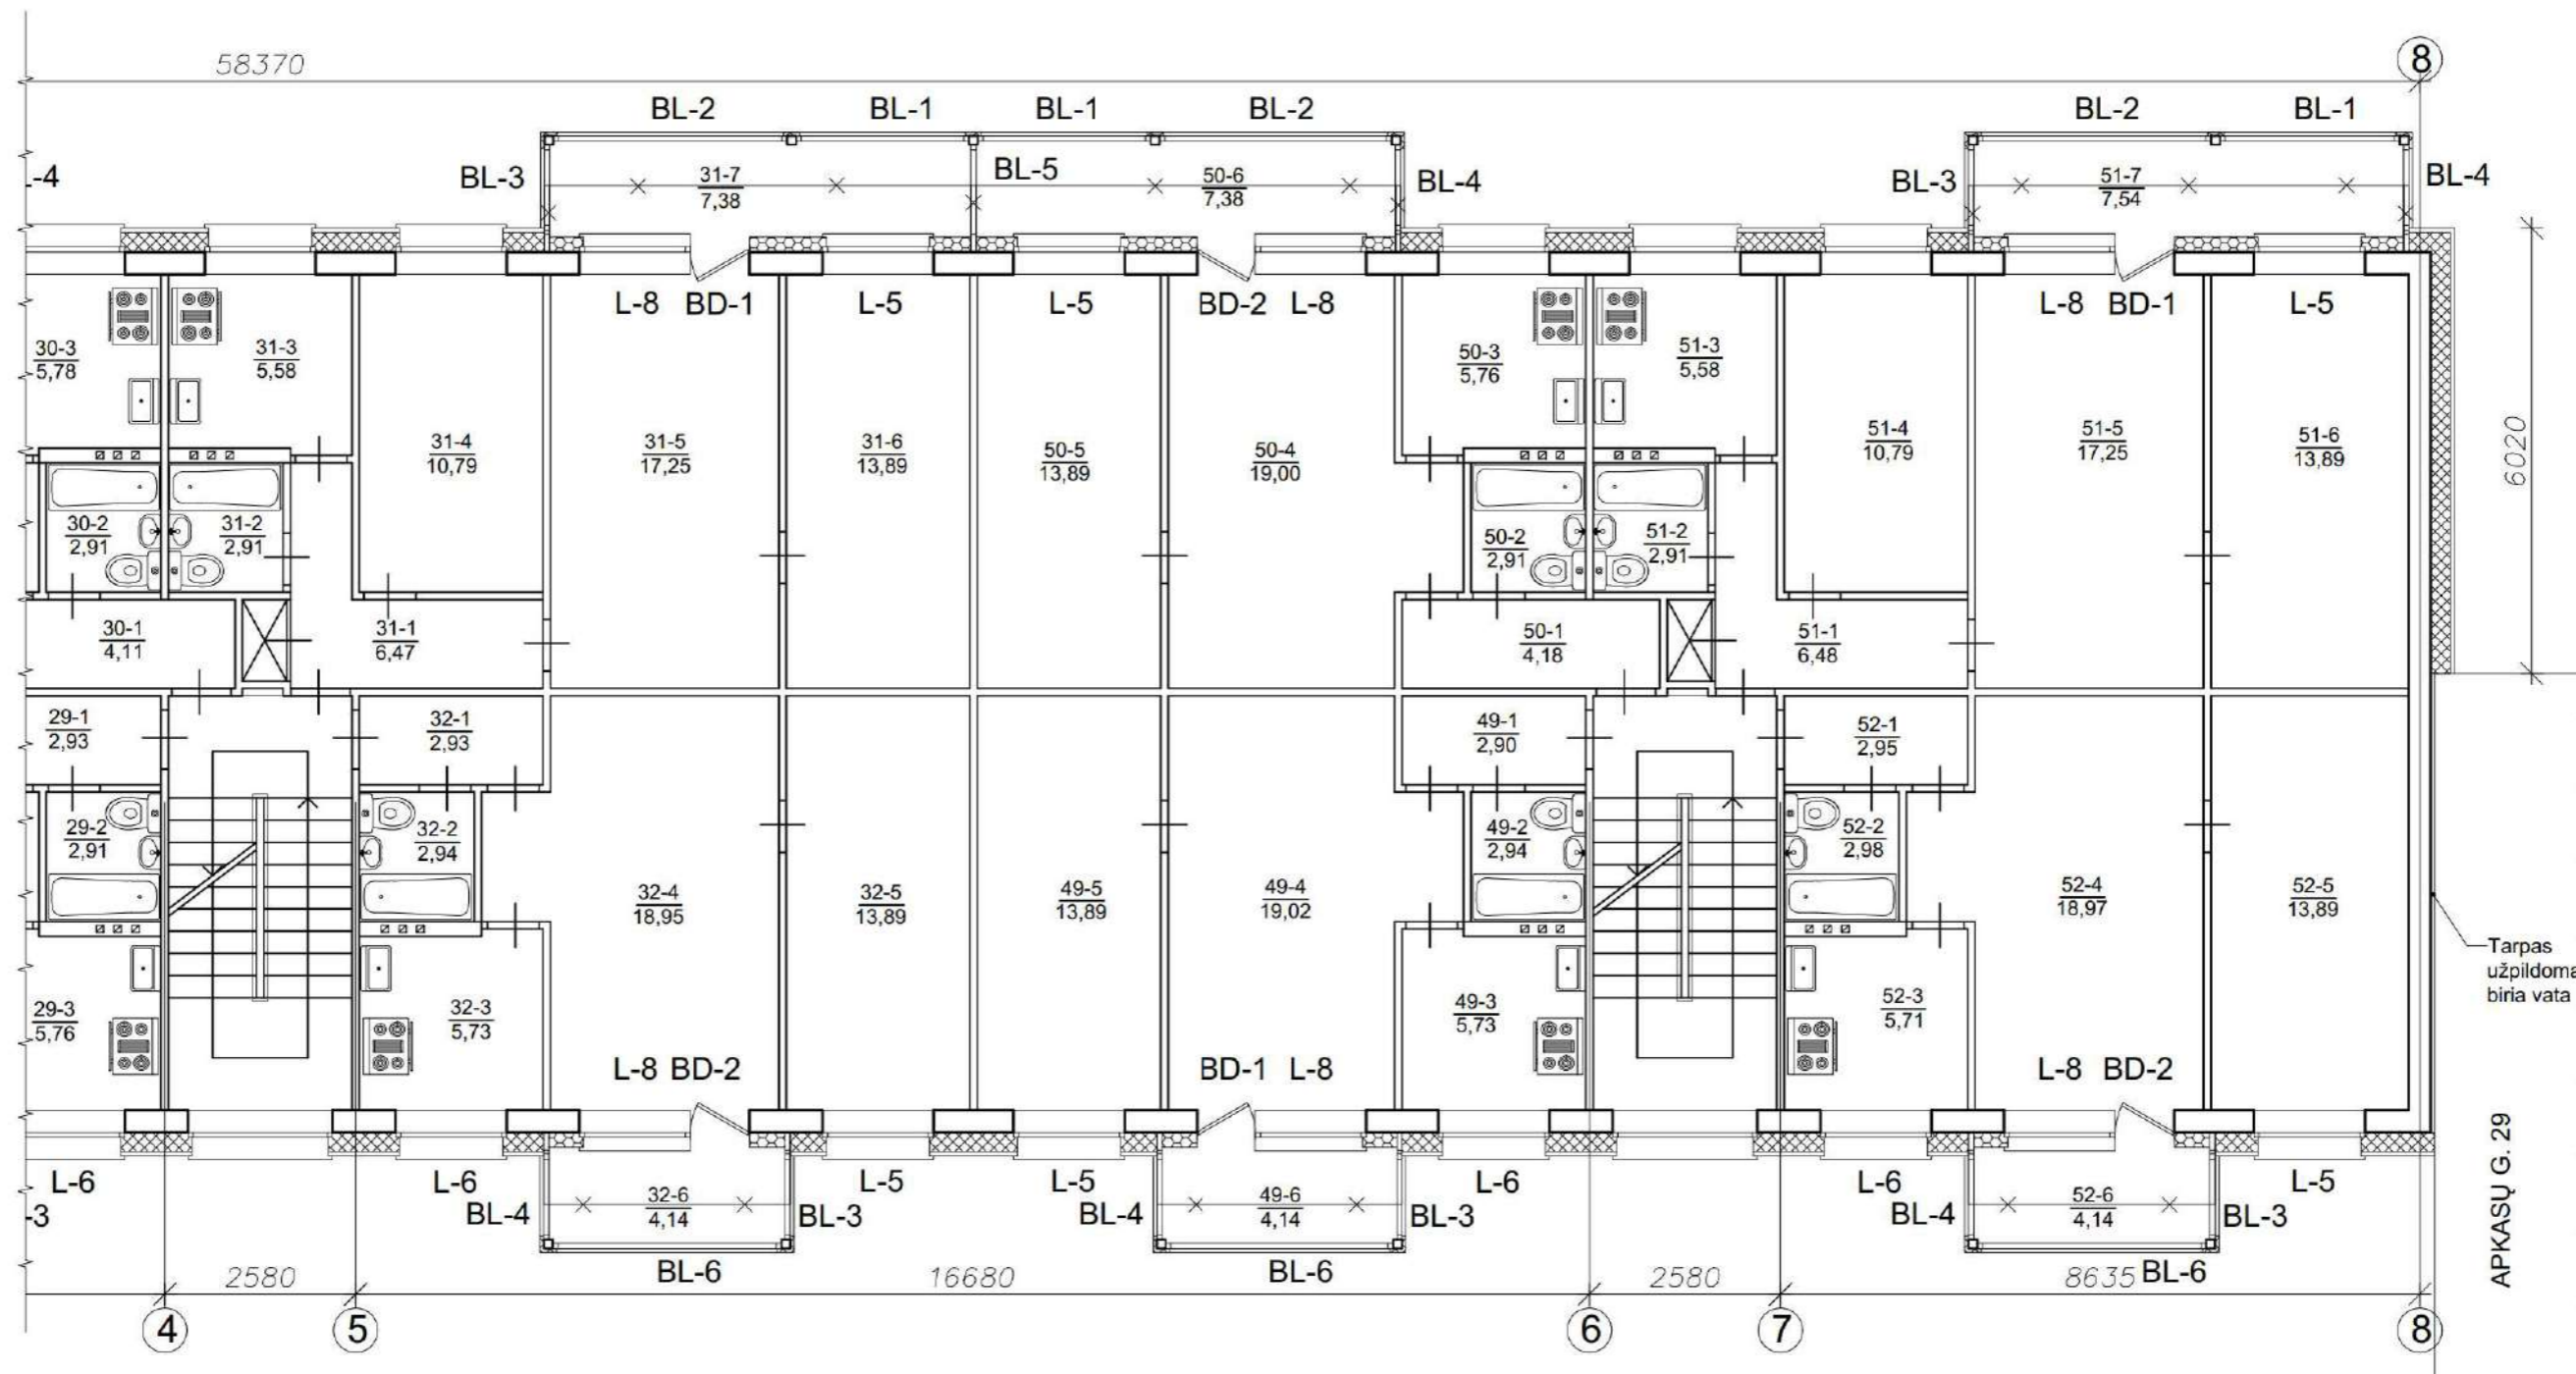 58370
8
BL-2 BL-1 BL-1 BL-2 BL-2 BL-1
-4 BL-3 31-7 BL-5 50-6 BL-4 BL-3 51-7 BL-4
7,38 7,38 7,54
L-8 BD-1 L-5 L-5 BD-2 L-8 L-8 BD-1 L-5
30-3 31-3 50-3 51-3
5,78 5,58 5,76 5,58
31-4 31-5 31-6 50-5 50-4 51-4 51-5 51-6
10,79 17,25 13,89 13,89 19,00 10,79 17,25 13,89
6020
30-2 31-2 50-2 51-2
2,91 2,91 2,91 2,91
30-1 31-1 50-1 51-1
4,11 6,47 4,18 6,48
29-1 32-1 49-1 52-1
2,93 2,93 2,90 2,95
29-2 32-2 49-2 52-2
2,91 2,94 2,94 2,98
32-4 32-5 49-5 49-4 52-4 52-5
18,95 13,89 13,89 19,02 18,97 13,89
Tarpas
užpildoma
biria vata
29-3 32-3 49-3 52-3
5,76 5,73 5,73 5,71
L-8 BD-2 BD-1 L-8 L-8 BD-2
APKASŲ G. 29
L-6 L-6 L-5 L-5 L-6 L-6 L-5
-3 BL-4 32-6 BL-3 BL-4 49-6 BL-3 BL-4 52-6 BL-3
4,14 4,14 4,14
BL-6 BL-6 BL-6
2580 16680 2580 8635
4 5 6 7 8